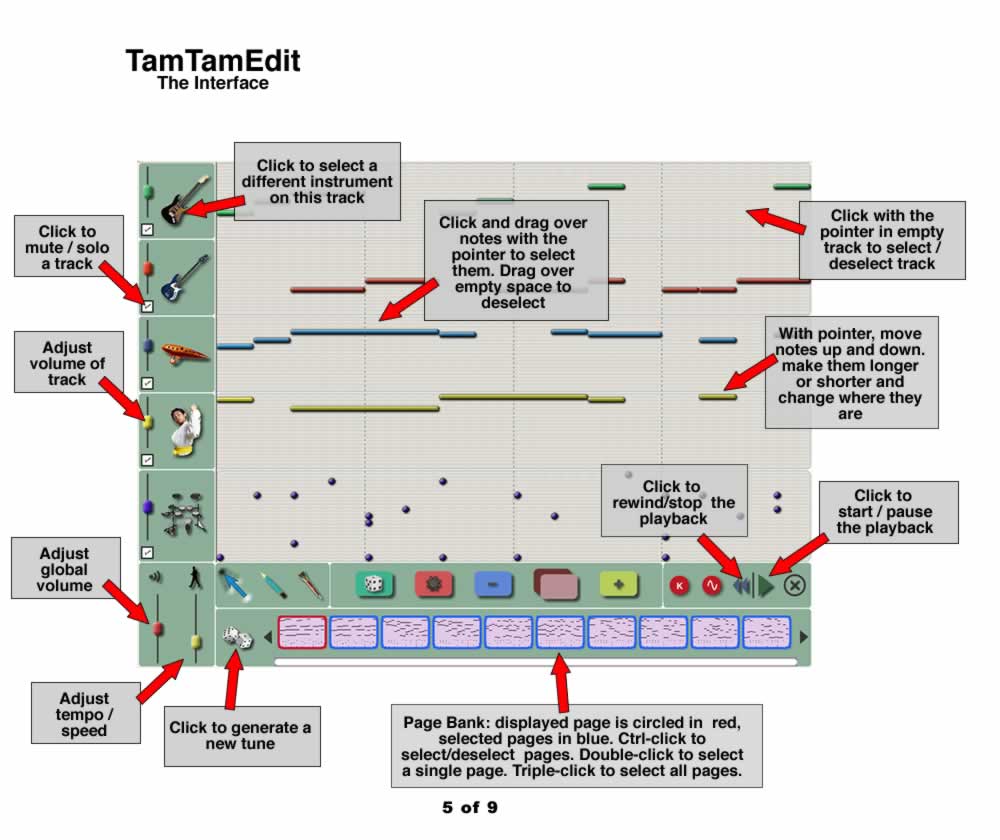 TamTamEdit
The Interface
Click to select a
different instrument
on this track
Click to
mute / solo
a track
Click and drag over
notes with the
pointer to select
them. Drag over
empty space to
deselect
Click with the
pointer in empty
track to select /
deselect track
Adjust
volume of
track
With pointer, move
notes up and down.
make them longer
or shorter and
change where they
are
Click to
rewind/stop the
playback
Click to
start / pause
the playback
Adjust
global
volume
K
Adjust
tempo /
speed
Click to generate a
new tune
Page Bank: displayed page is circled in red,
selected pages in blue. Ctrl-click to
select/deselect pages. Double-click to select
a single page. Triple-click to select all pages.
5 of 9